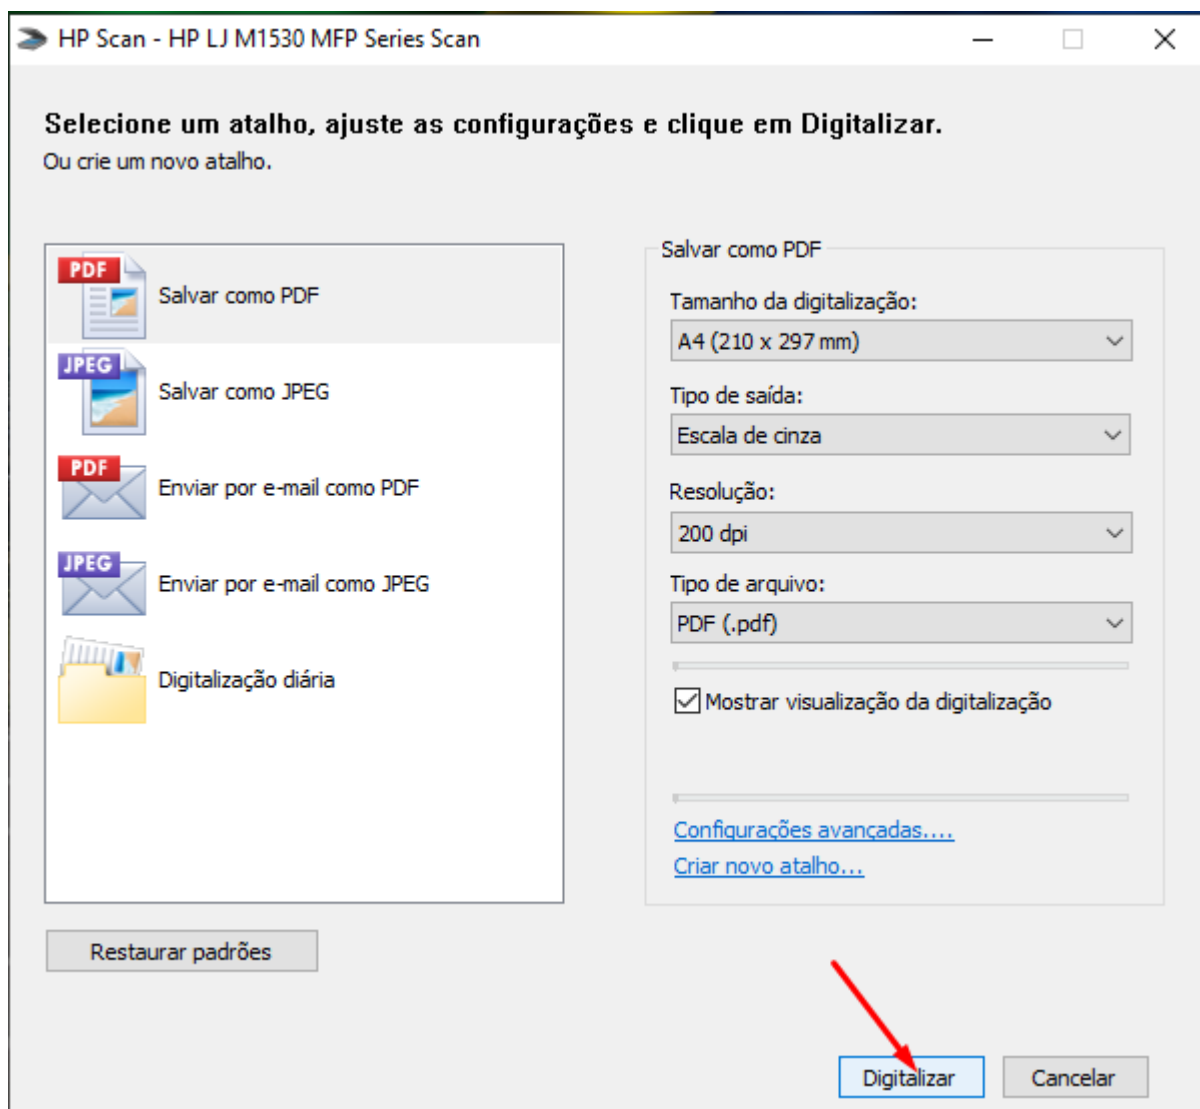 HP Scan - HP LJ M1530 MFP Series Scan
Selecione um atalho, ajuste as configurações e clique em Digitalizar.
Ou crie um novo atalho.
PDF
Salvar como PDF
JPEG
Salvar como JPEG
PDF
Enviar por e-mail como PDF
JPEG
Enviar por e-mail como JPEG
Digitalização diária
Restaurar padrões
Salvar como PDF
Tamanho da digitalização:
A4 (210 x 297 mm)
Tipo de saída:
Escala de cinza
Resolução:
200 dpi
Tipo de arquivo:
PDF (.pdf)
Mostrar visualização da digitalização
Configurações avançadas....
Criar novo atalho...
Digitalizar
Cancelar